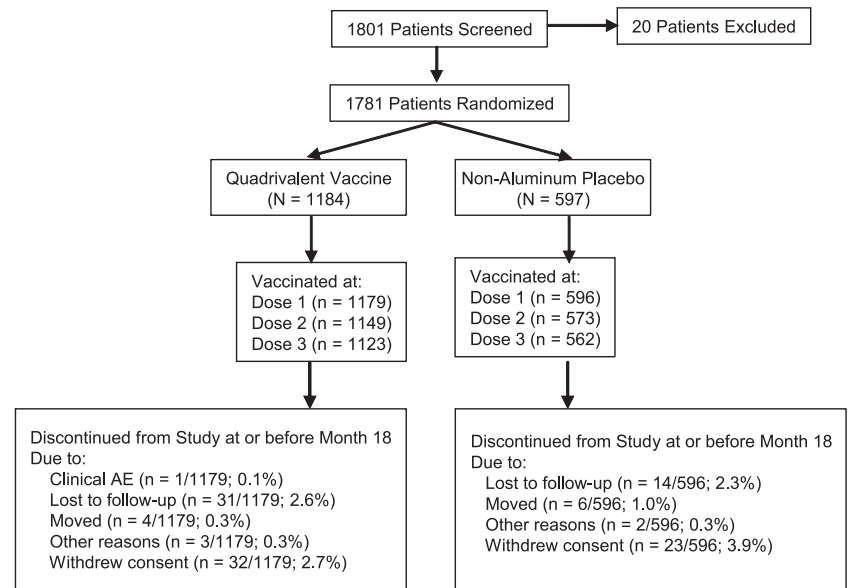 1801 Patients Screened
20 Patients Excluded
1781 Patients Randomized
Quadrivalent Vaccine
(N = 1184)
Non-Aluminum Placebo
(N = 597)
Vaccinated at:
Dose 1 (n = 1179)
Dose 2 (n = 1149)
Dose 3 (n = 1123)
Vaccinated at:
Dose 1 (n = 596)
Dose 2 (n = 573)
Dose 3 (n = 562)
Discontinued from Study at or before Month 18
Due to:
Clinical AE (n = 1/1179; 0.1%)
Lost to follow-up (n = 31/1179; 2.6%)
Moved (n = 4/1179; 0.3%)
Other reasons (n = 3/1179; 0.3%)
Withdrew consent (n = 32/1179; 2.7%)
Discontinued from Study at or before Month 18
Due to:
Lost to follow-up (n = 14/596; 2.3%)
Moved (n = 6/596; 1.0%)
Other reasons (n = 2/596; 0.3%)
Withdrew consent (n = 23/596; 3.9%)